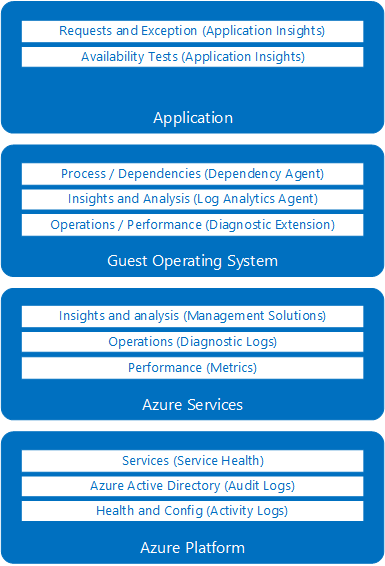 Requests and Exception (Application Insights)
Availability Tests (Application Insights)
Application
Process / Dependencies (Dependency Agent)
Insights and Analysis (Log Analytics Agent)
Operations / Performance (Diagnostic Extension)
Guest Operating System
Insights and analysis (Management Solutions)
Operations (Diagnostic Logs)
Performance (Metrics)
Azure Services
Services (Service Health)
Azure Active Directory (Audit Logs)
Health and Config (Activity Logs)
Azure Platform